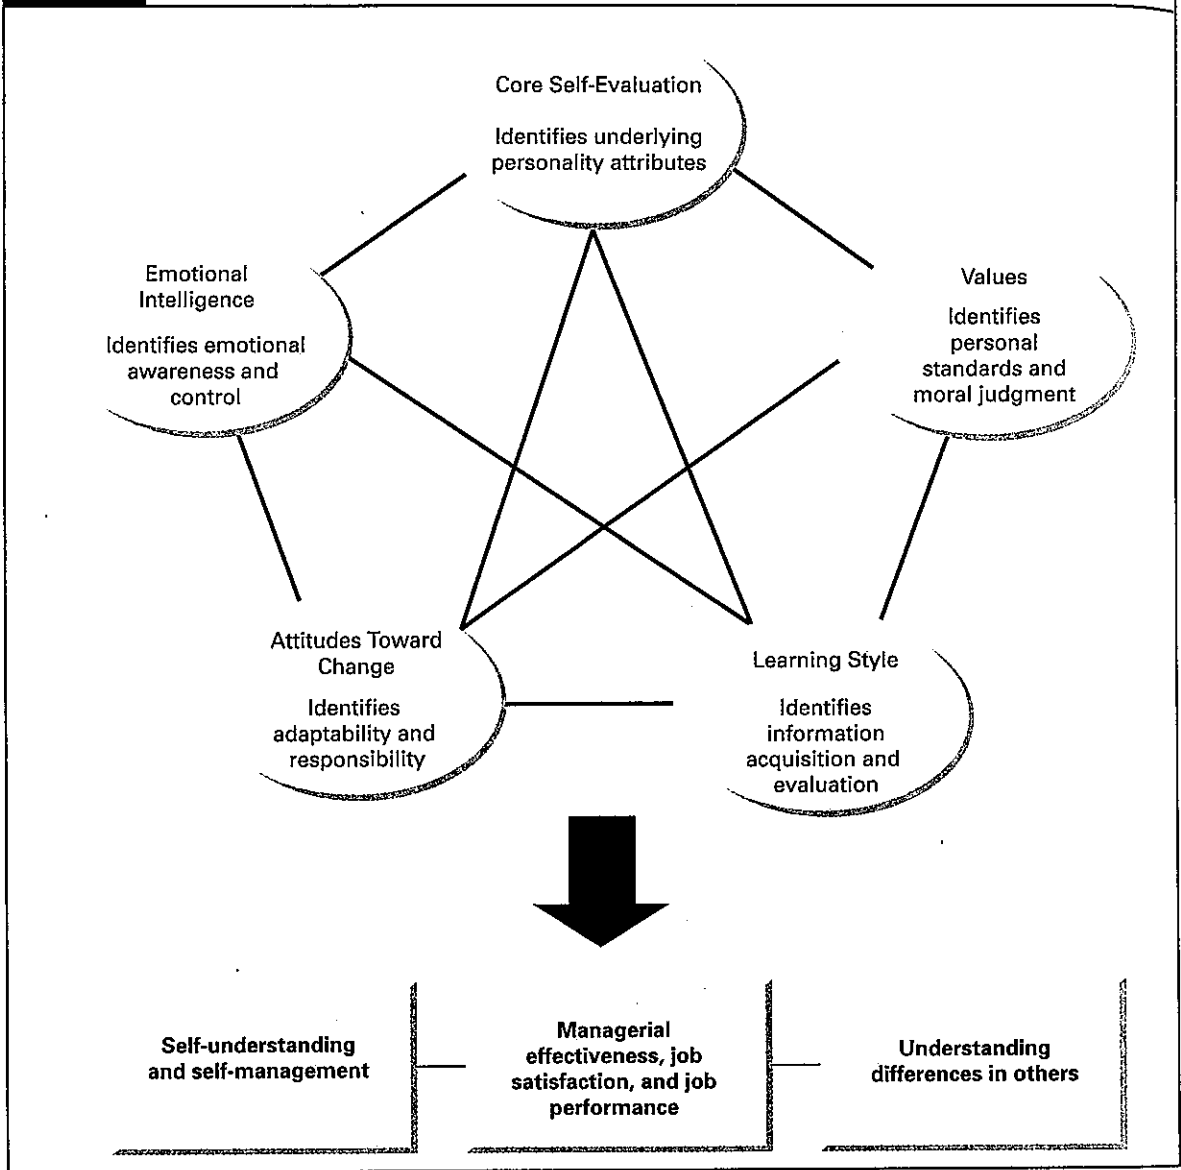 Core Self-Evaluation
Identifies underlying
personality attributes
Emotional
Intelligence
Identifies emotional
awareness and
control
Values
Identifies
personal
standards and
moral judgment
Attitudes Toward
Change
Identifies
adaptability and
responsibility
Learning Style
Identifies
information
acquisition and
evaluation
Self-understanding
and self-management
Managerial
effectiveness, job
satisfaction, and job
performance
Understanding
differences in others